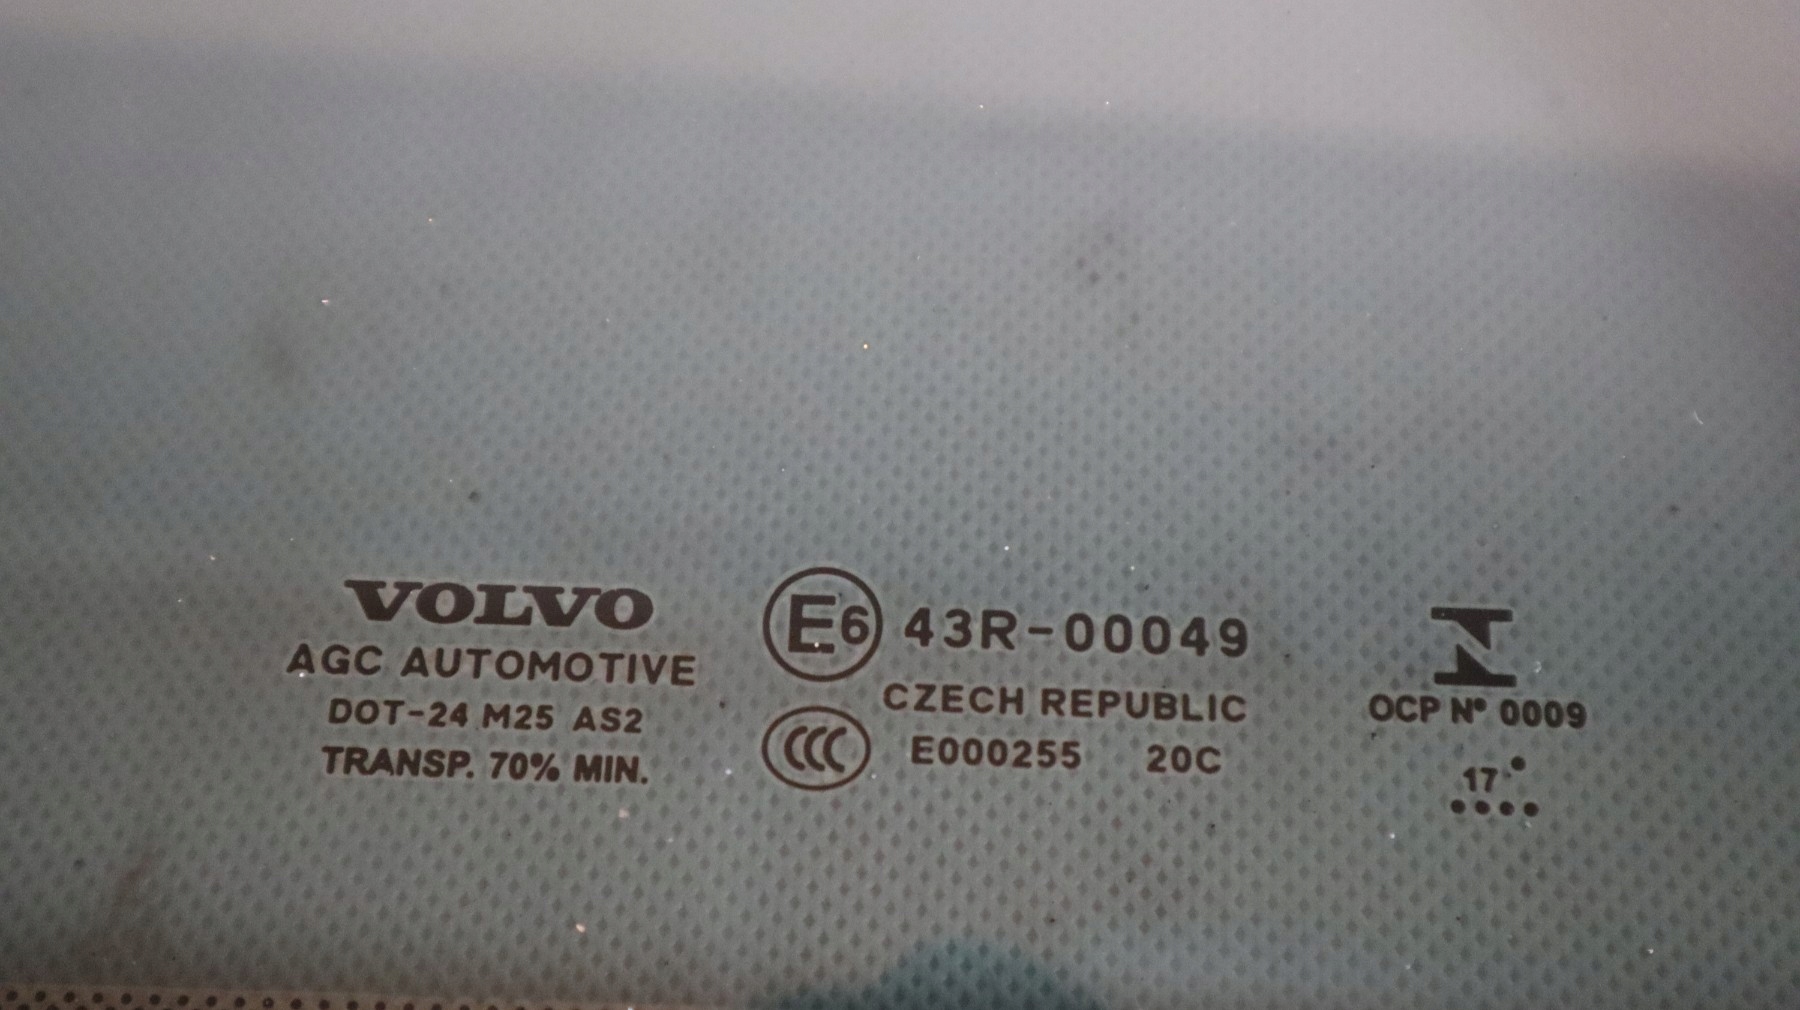 VOLVO
AGC AUTOMOTIVE
DOT-24 M25 AS2
TRANSP. 70% MIN.
E6 43R-00049
CZECH REPUBLIC
CCC E000255 20C
OCP Nº 0009
17